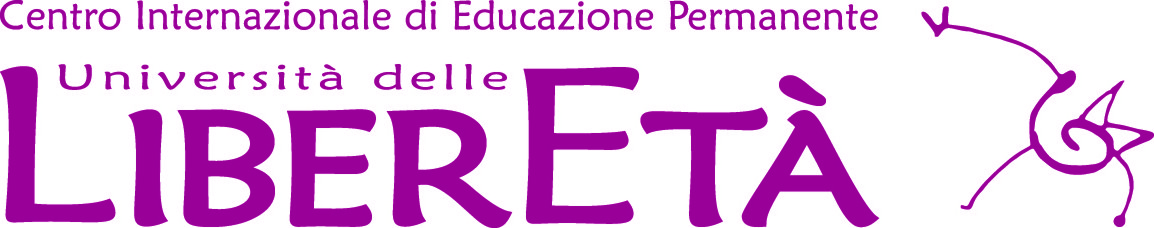 Centro Internazionale di Educazione Permanente
Università delle
LIBERETÀ